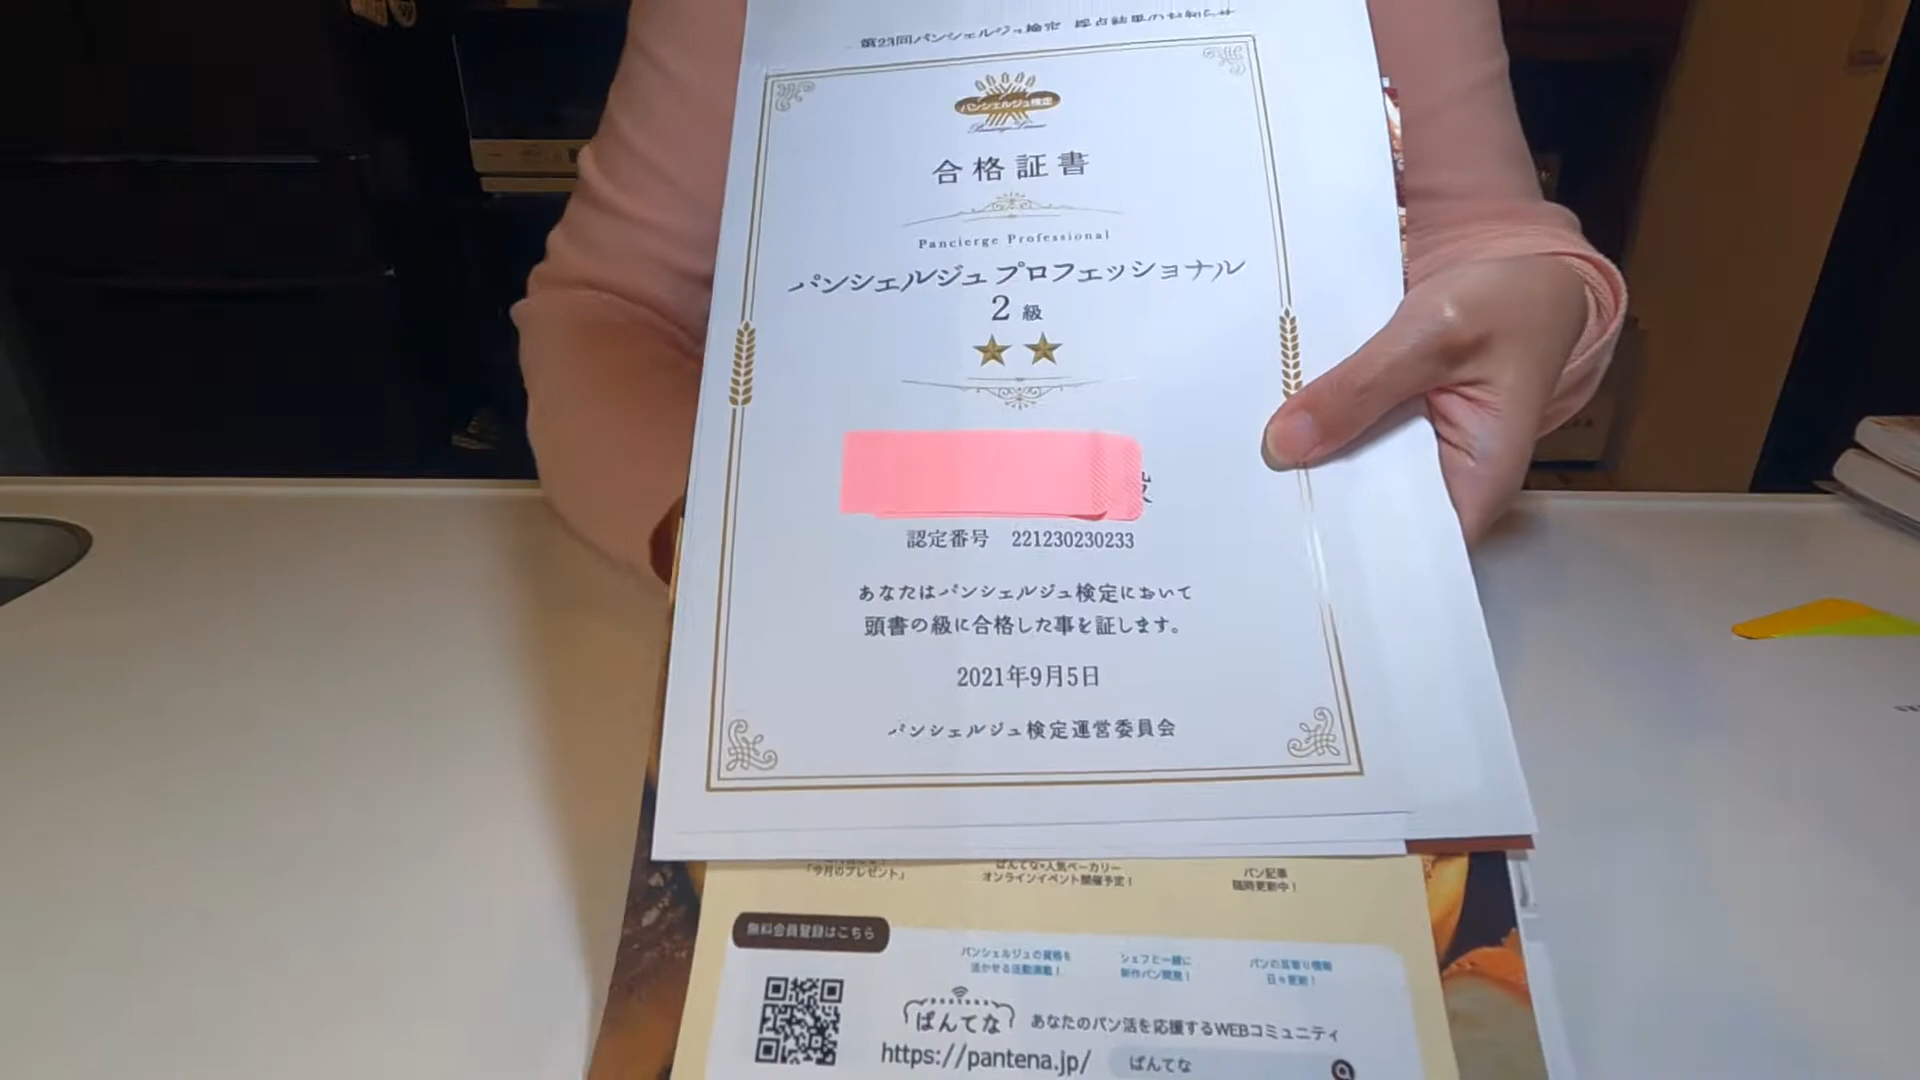 第23回パンシェルジュ検定 採点結果のお知らせ
パンシェルジュ検定
合格証書
Pancierge Professional
パンシェルジュ プロフェッショナル
2 級
認定番号 221230230233
あなたはパンシェルジュ検定において
頭書の級に合格した事を証します。
2021年9月5日
パンシェルジュ検定運営委員会
「今月のプレゼント」
ぱんてな×人気ベーカリー
オンラインイベント開催予定!
パン記事
随時更新中!
無料会員登録はこちら
パンシェルジュの資格を
活かせる活動満載!
シェフと一緒に
新作パン開発!
パンの耳寄り情報
日々更新!
ぱんてな
あなたのパン活を応援するWEBコミュニティ
https://pantena.jp/
ぱんてな